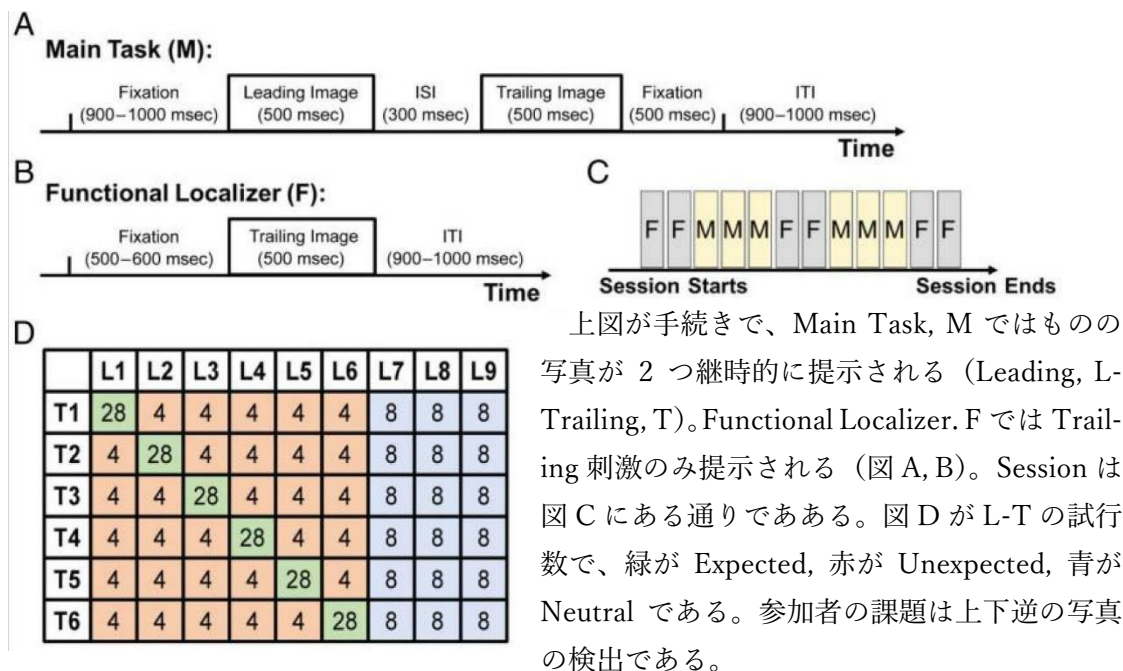 A
Main Task (M):
Fixation
(900–1000 msec)
Leading Image
(500 msec)
ISI
(300 msec)
Trailing Image
(500 msec)
Fixation
(500 msec)
ITI
(900–1000 msec)
Time
B
Functional Localizer (F):
Fixation
(500–600 msec)
Trailing Image
(500 msec)
ITI
(900–1000 msec)
Time
C
F F M M M F F M M M F F
Session Starts
Session Ends
D
L1 L2 L3 L4 L5 L6 L7 L8 L9
T1 28 4 4 4 4 4 8 8 8
T2 4 28 4 4 4 4 8 8 8
T3 4 4 28 4 4 4 8 8 8
T4 4 4 4 28 4 4 8 8 8
T5 4 4 4 4 28 4 8 8 8
T6 4 4 4 4 4 28 8 8 8
上図が手続きで、Main Task, M ではものの
写真が 2 つ継時的に提示される（Leading, L-
Trailing, T)。Functional Localizer. F では Trail-
ing 刺激のみ提示される（図 A, B)。Session は
図 C にある通りでああある。図 D が L-T の試行
数で、緑が Expected, 赤が Unexpected, 青が
Neutral である。参加者の課題は上下逆の写真
の検出である。